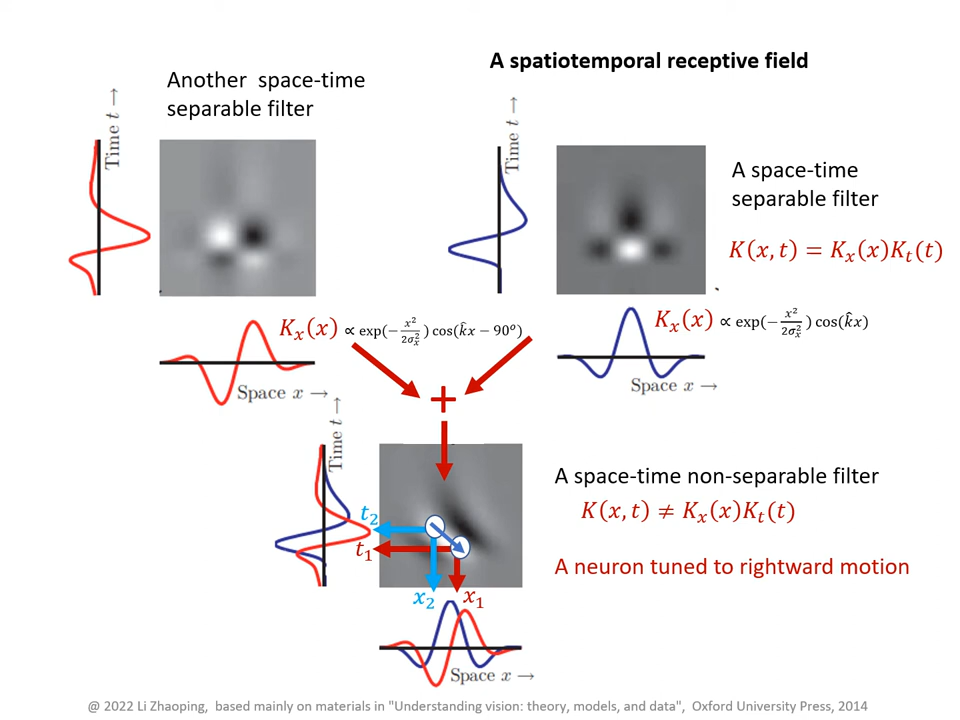 A spatiotemporal receptive field
Another space-time
separable filter
Time t →
Time t →
A space-time
separable filter
K(x, t) = Kₓ(x)Kₜ(t)
Kₓ(x) ∝ exp(−x²/2σₓ²) cos(k̂x − 90°)
Kₓ(x) ∝ exp(−x²/2σₓ²) cos(k̂x)
Space x →
Space x →
+
Time t →
A space-time non-separable filter
K(x, t) ≠ Kₓ(x)Kₜ(t)
t₂
t₁
A neuron tuned to rightward motion
x₂ x₁
Space x →
@ 2022 Li Zhaoping, based mainly on materials in "Understanding vision: theory, models, and data", Oxford University Press, 2014